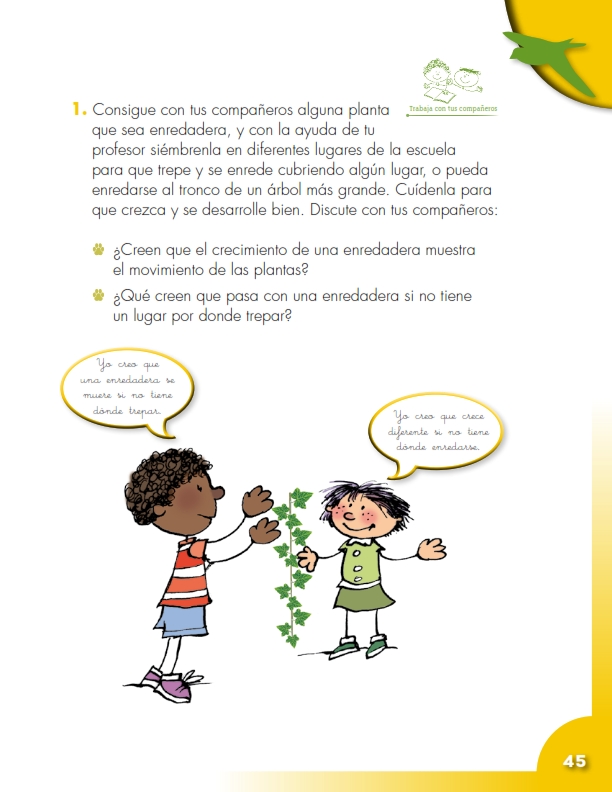 Trabaja con tus compañeros
1. Consigue con tus compañeros alguna planta
que sea enredadera, y con la ayuda de tu
profesor siémbrenla en diferentes lugares de la escuela
para que trepe y se enrede cubriendo algún lugar, o pueda
enredarse al tronco de un árbol más grande. Cuídenla para
que crezca y se desarrolle bien. Discute con tus compañeros:
¿Creen que el crecimiento de una enredadera muestra
el movimiento de las plantas?
¿Qué creen que pasa con una enredadera si no tiene
un lugar por donde trepar?
Yo creo que
una enredadera se
muere si no tiene
dónde trepar.
Yo creo que crece
diferente si no tiene
dónde enredarse.
45